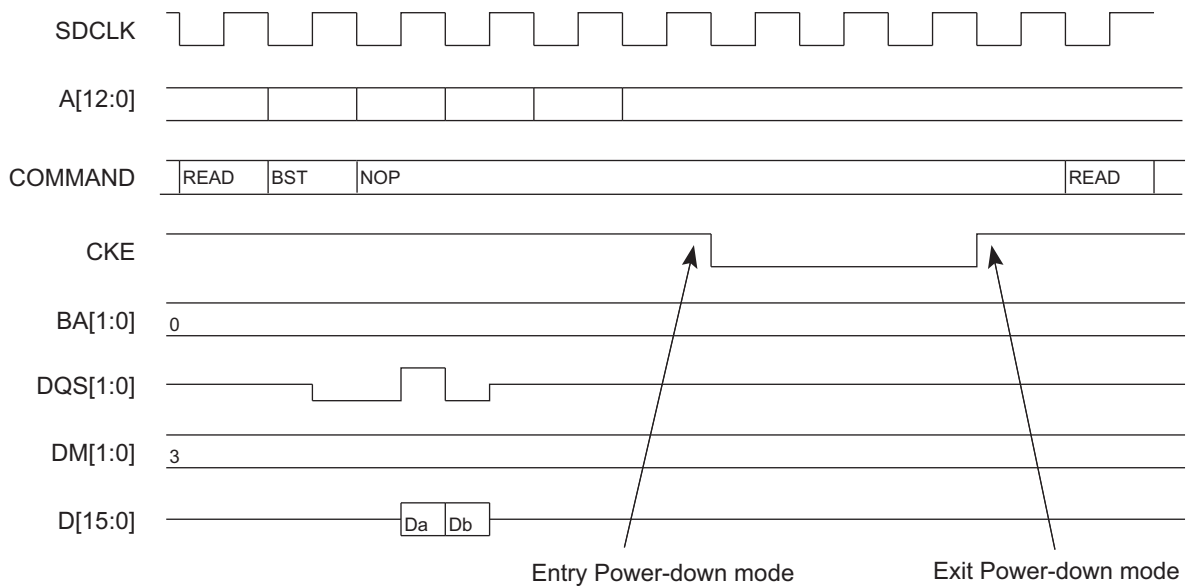 SDCLK
A[12:0]
COMMAND READ BST NOP READ
CKE
BA[1:0] 0
DQS[1:0]
DM[1:0] 3
D[15:0] Da Db
Entry Power-down mode Exit Power-down mode